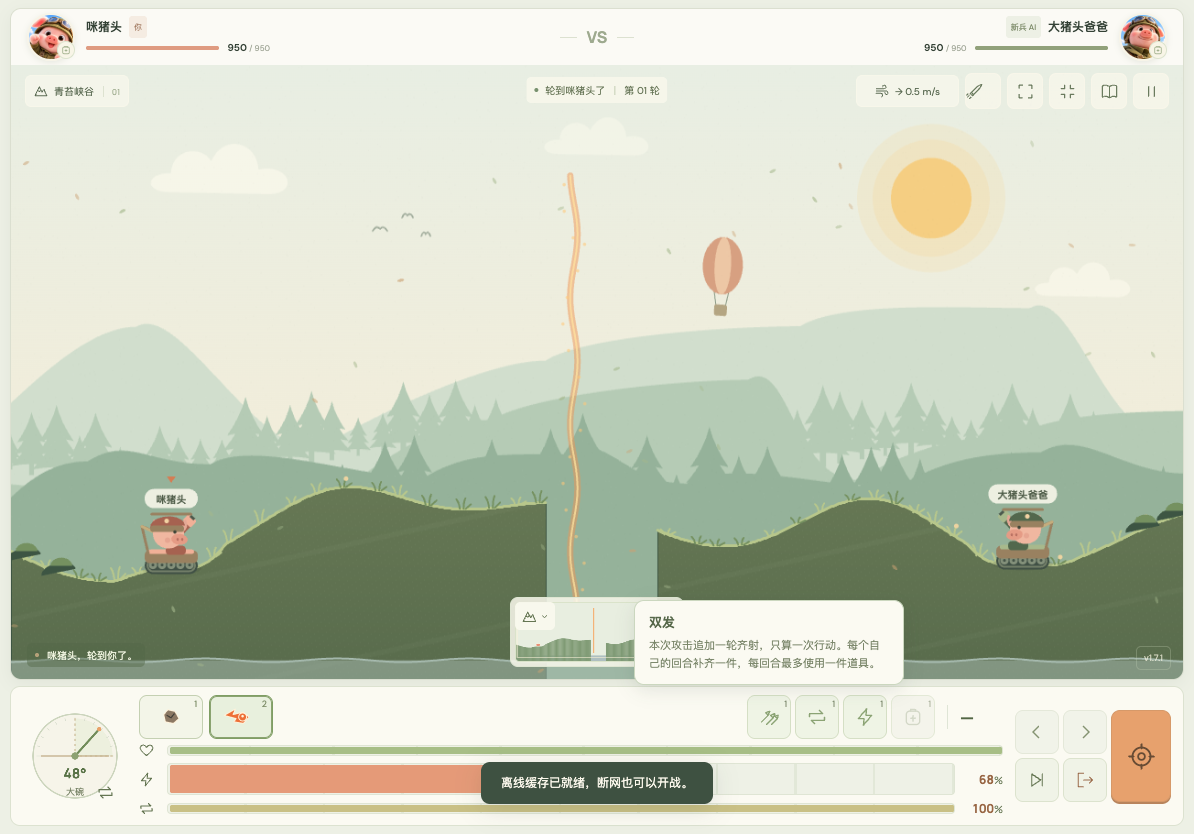 咪猪头 你
950 / 950
VS
新兵 AI 大猪头爸爸
950 / 950
青苔峡谷 01
轮到咪猪头了 第 01 轮
→ 0.5 m/s
咪猪头
大猪头爸爸
双发
本次攻击追加一轮齐射，只算一次行动。每个自
己的回合补齐一件，每回合最多使用一件道具。
咪猪头，轮到你了。
v1.7.1
1
2
1
1
1
1
48°
大碗
68%
离线缓存已就绪，断网也可以开战。
100%